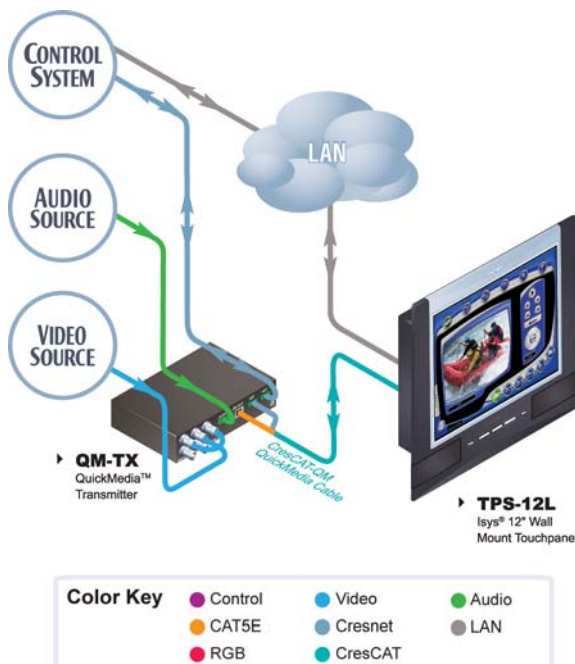 CONTROL
SYSTEM
LAN
AUDIO
SOURCE
VIDEO
SOURCE
QM-TX
QuickMedia™
Transmitter
CresCAT-QM
QuickMedia Cable
TPS-12L
Isys® 12" Wall
Mount Touchpane
Color Key
Control
Video
Audio
CAT5E
Cresnet
LAN
RGB
CresCAT